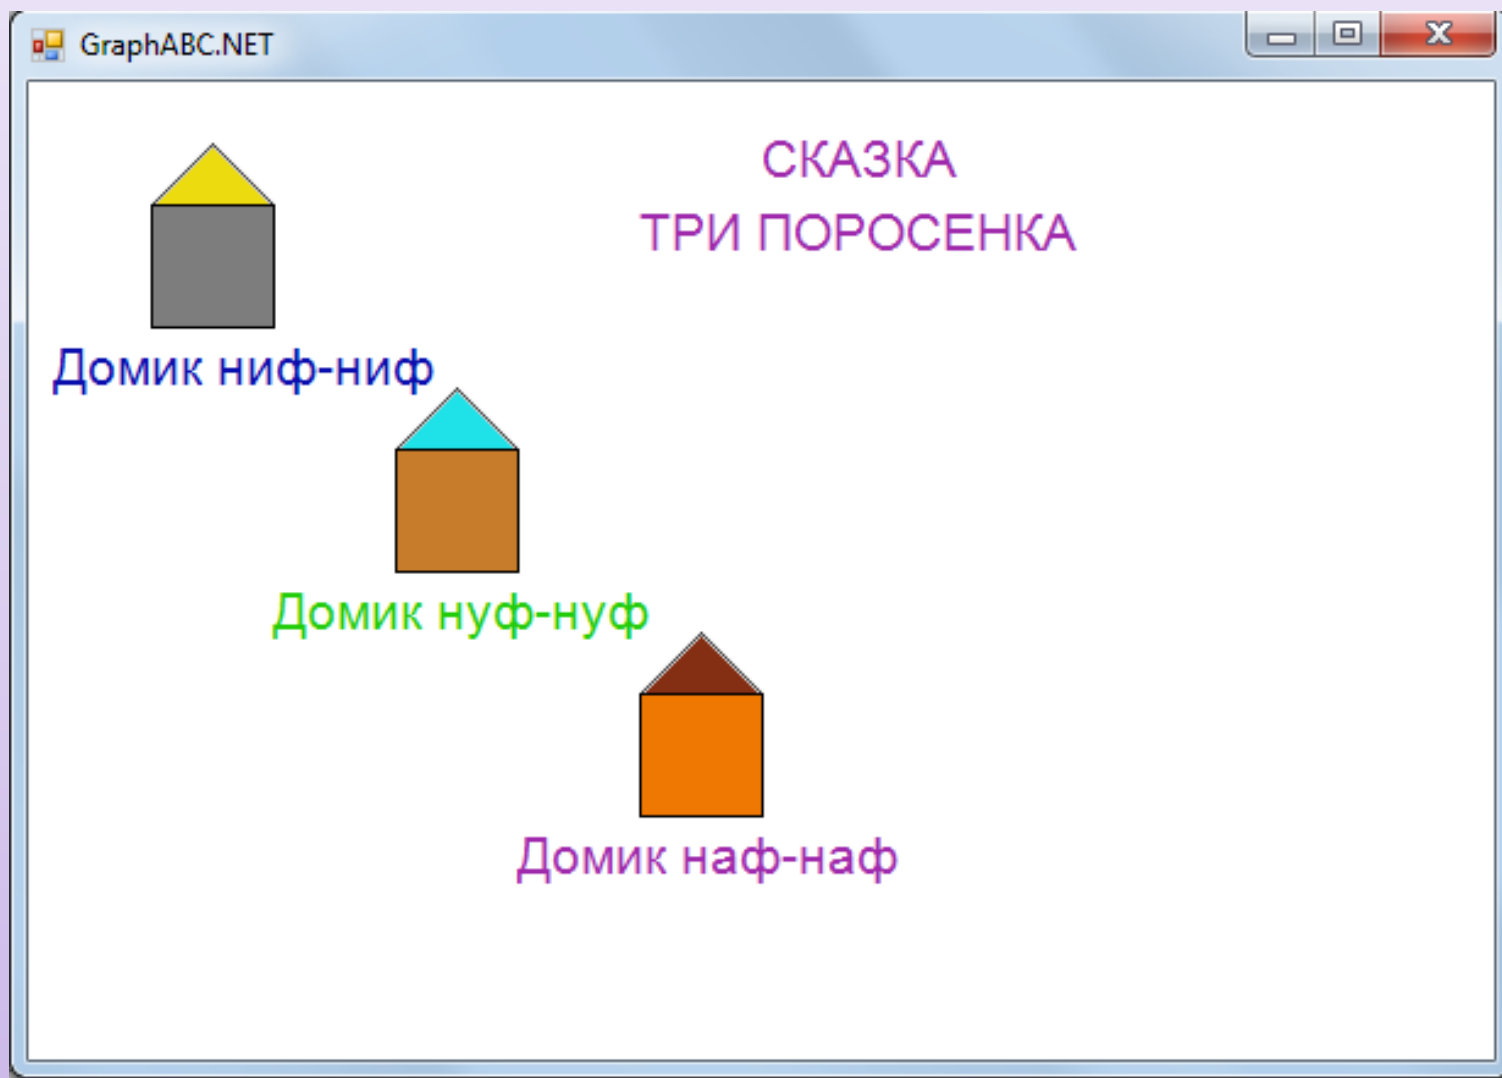 GraphABC.NET
СКАЗКА
ТРИ ПОРОСЕНКА
Домик ниф-ниф
Домик нуф-нуф
Домик наф-наф